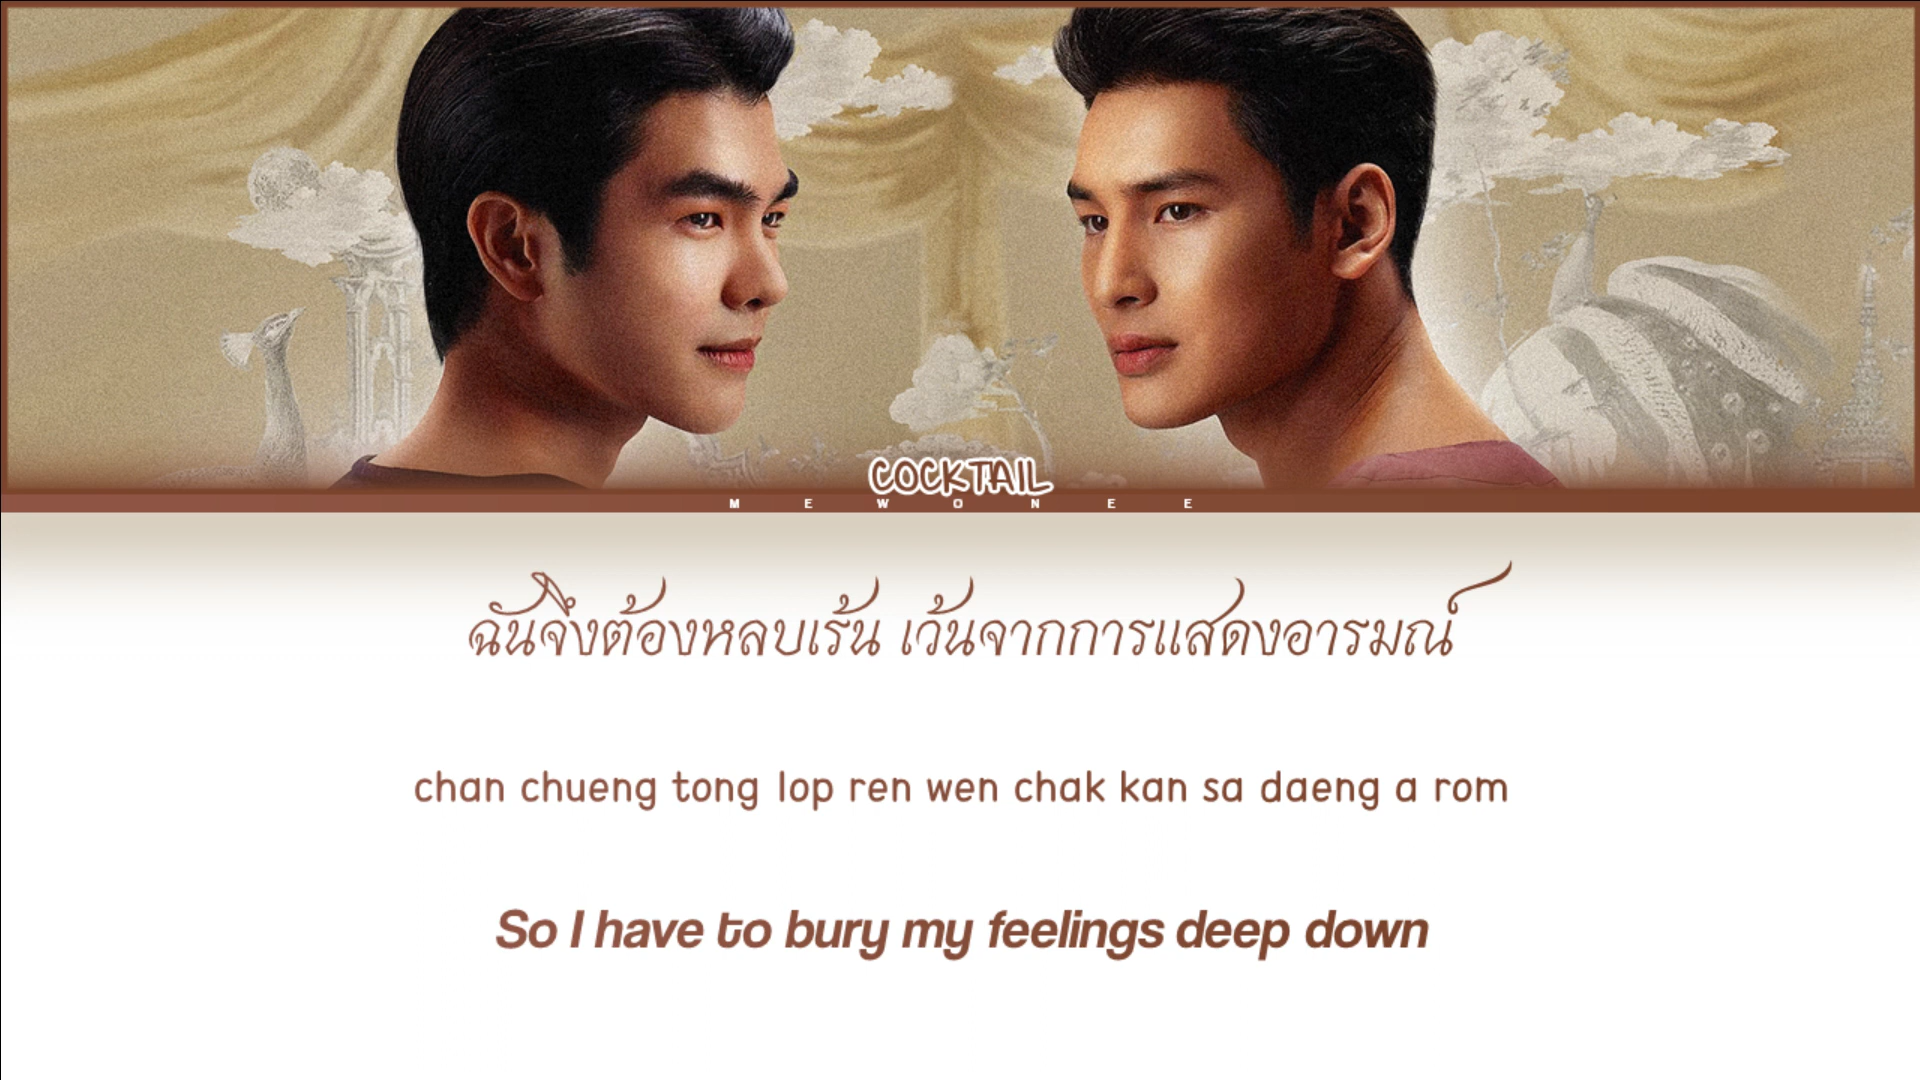 COCKTAIL
MEWONEE
ฉันจึงต้องหลบเร้น เว้นจากการแสดงอารมณ์
chan chueng tong lop ren wen chak kan sa daeng a rom
So I have to bury my feelings deep down